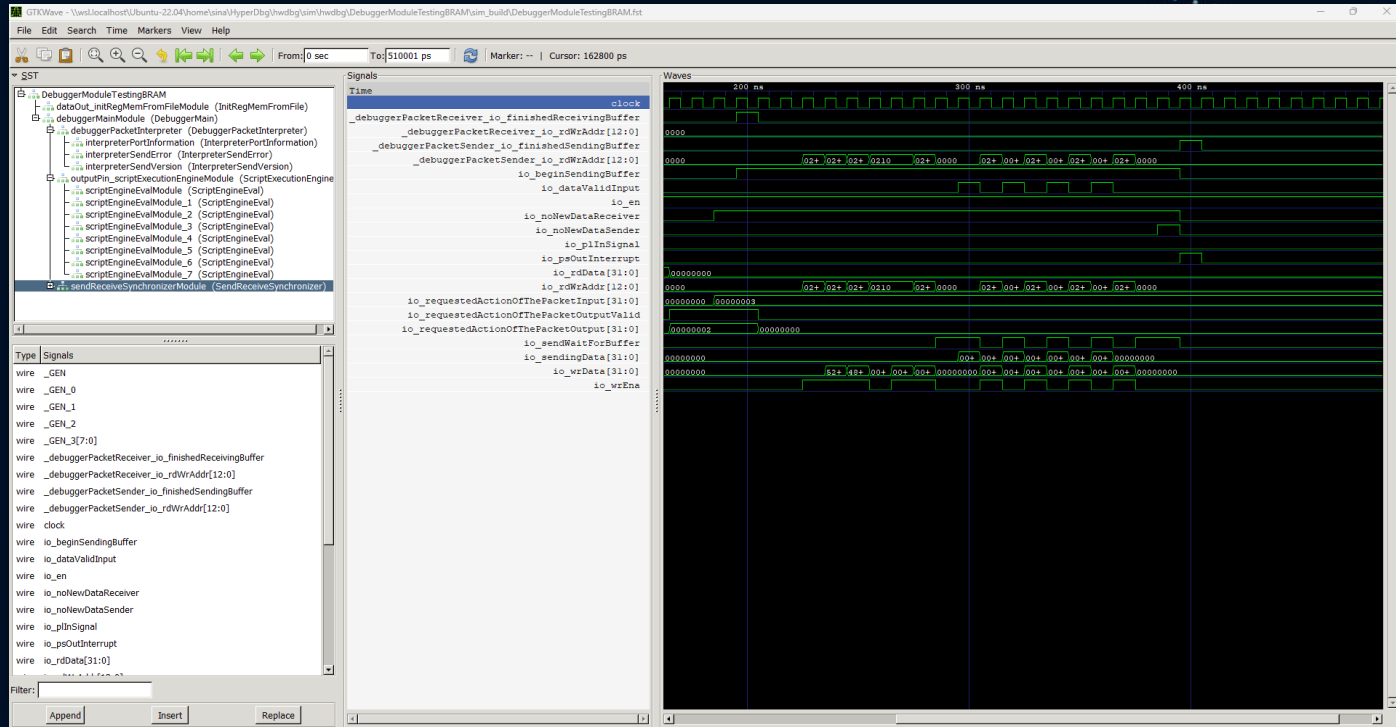 GTKWave - \\wsl.localhost\Ubuntu-22.04\home\sina\HyperDbg\hwdbg\sim\hwdbg\DebuggerModuleTestingBRAM\sim_build\DebuggerModuleTestingBRAM.fst
File Edit Search Time Markers View Help
From: 0 sec To: 510001 ps Marker: -- | Cursor: 162800 ps
SST
DebuggerModuleTestingBRAM
dataOut_initRegMemFromFileModule (InitRegMemFromFile)
debuggerMainModule (DebuggerMain)
debuggerPacketInterpreter (DebuggerPacketInterpreter)
interpreterPortInformation (InterpreterPortInformation)
interpreterSendError (InterpreterSendError)
interpreterSendVersion (InterpreterSendVersion)
outputPin_scriptExecutionEngineModule (ScriptExecutionEngine
scriptEngineEvalModule (ScriptEngineEval)
scriptEngineEvalModule_1 (ScriptEngineEval)
scriptEngineEvalModule_2 (ScriptEngineEval)
scriptEngineEvalModule_3 (ScriptEngineEval)
scriptEngineEvalModule_4 (ScriptEngineEval)
scriptEngineEvalModule_5 (ScriptEngineEval)
scriptEngineEvalModule_6 (ScriptEngineEval)
scriptEngineEvalModule_7 (ScriptEngineEval)
sendReceiveSynchronizerModule (SendReceiveSynchronizer)
Type Signals
wire _GEN
wire _GEN_0
wire _GEN_1
wire _GEN_2
wire _GEN_3[7:0]
wire _debuggerPacketReceiver_io_finishedReceivingBuffer
wire _debuggerPacketReceiver_io_rdWrAddr[12:0]
wire _debuggerPacketSender_io_finishedSendingBuffer
wire _debuggerPacketSender_io_rdWrAddr[12:0]
wire clock
wire io_beginSendingBuffer
wire io_dataValidInput
wire io_en
wire io_noNewDataReceiver
wire io_noNewDataSender
wire io_plInSignal
wire io_psOutInterrupt
wire io_rdData[31:0]
Filter:
Append Insert Replace
Signals
Time
clock
_debuggerPacketReceiver_io_finishedReceivingBuffer
_debuggerPacketReceiver_io_rdWrAddr[12:0]
_debuggerPacketSender_io_finishedSendingBuffer
_debuggerPacketSender_io_rdWrAddr[12:0]
io_beginSendingBuffer
io_dataValidInput
io_en
io_noNewDataReceiver
io_noNewDataSender
io_plInSignal
io_psOutInterrupt
io_rdData[31:0]
io_rdWrAddr[12:0]
io_requestedActionOfThePacketInput[31:0]
io_requestedActionOfThePacketOutputValid
io_requestedActionOfThePacketOutput[31:0]
io_sendWaitForBuffer
io_sendingData[31:0]
io_wrData[31:0]
io_wrEna
Waves
200 ns 300 ns 400 ns
0000
0000 02+ 02+ 02+ 0210 02+ 0000 02+ 00+ 02+ 00+ 02+ 00+ 02+ 0000
00000000
0000 02+ 02+ 02+ 0210 02+ 0000 02+ 00+ 02+ 00+ 02+ 00+ 02+ 0000
00000000 00000003
00000002 00000000
00000000 00+ 00+ 00+ 00+ 00+ 00+ 00+ 00000000
00000000 52+ 48+ 00+ 00+ 00+ 00000000 00+ 00+ 00+ 00+ 00+ 00+ 00+ 00000000